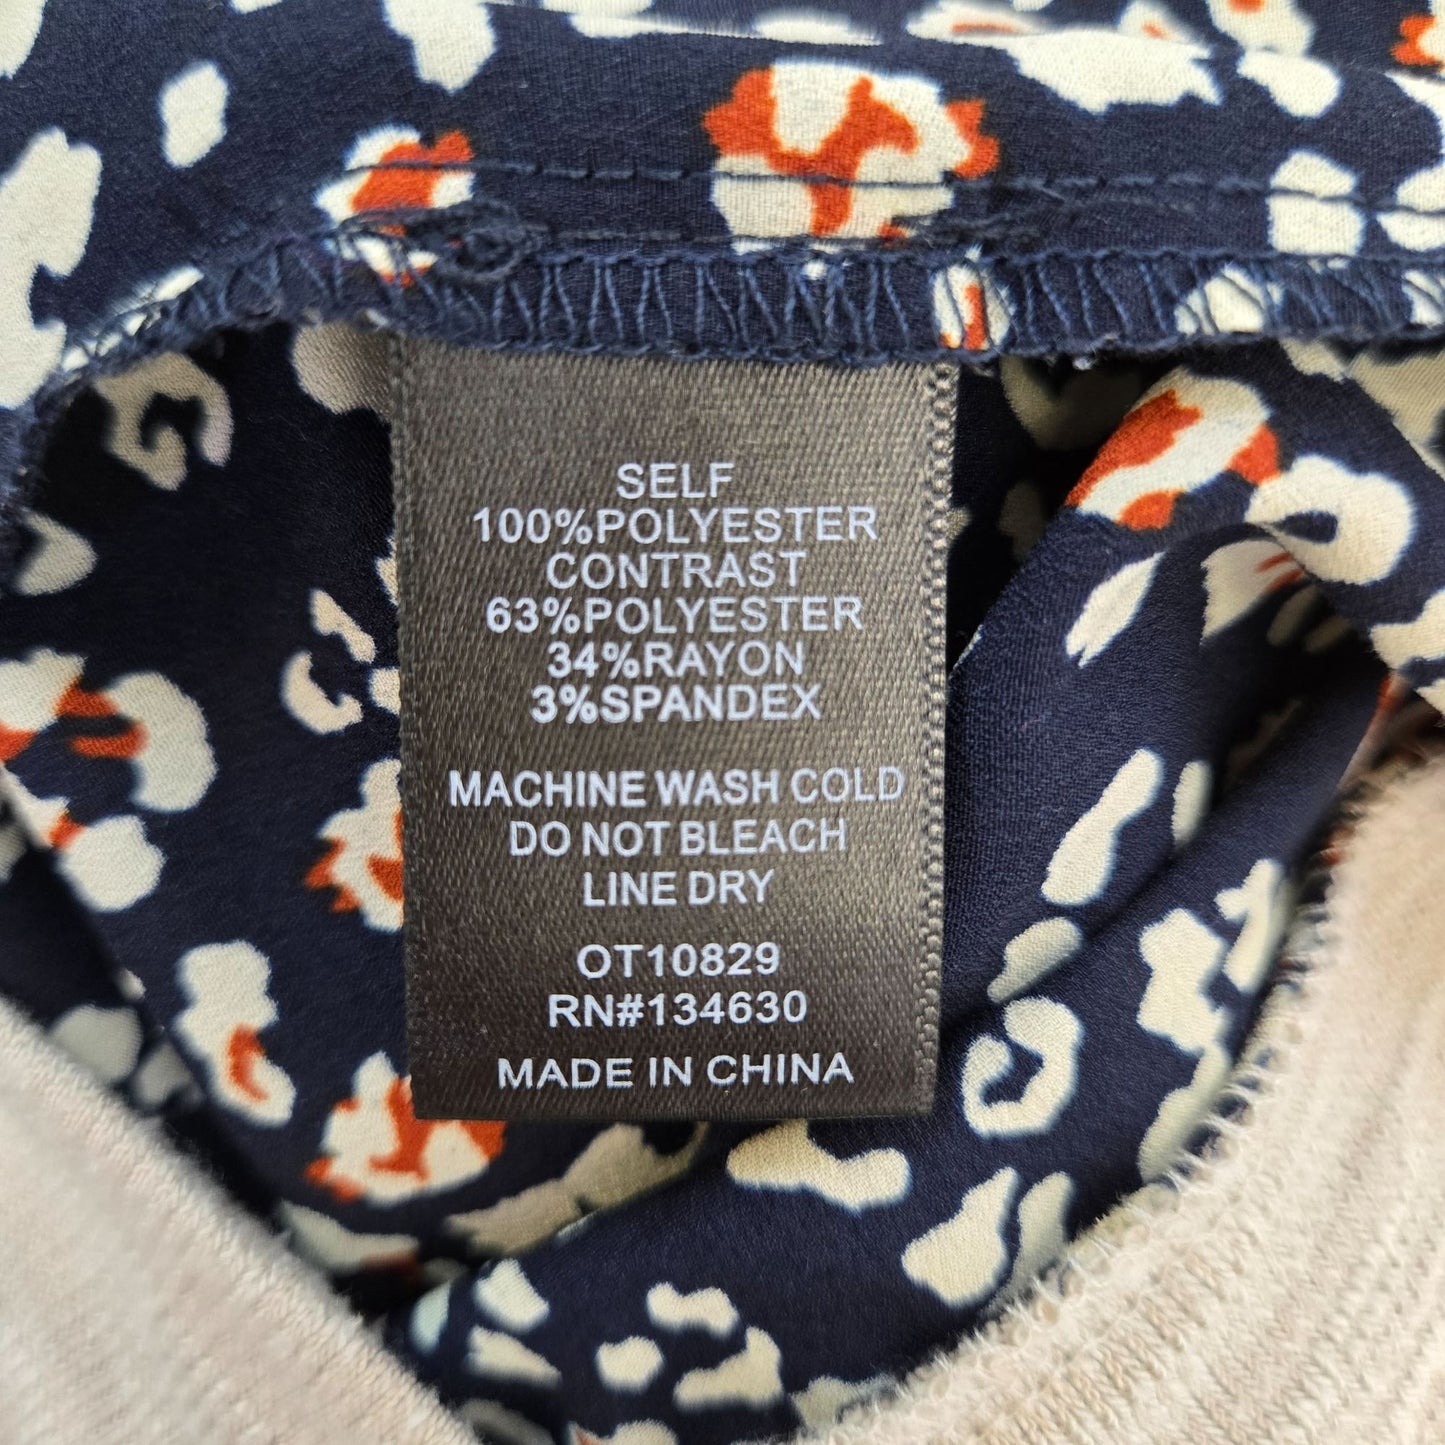 SELF
100%POLYESTER
CONTRAST
63%POLYESTER
34%RAYON
3%SPANDEX
MACHINE WASH COLD
DO NOT BLEACH
LINE DRY
OT10829
RN#134630
MADE IN CHINA